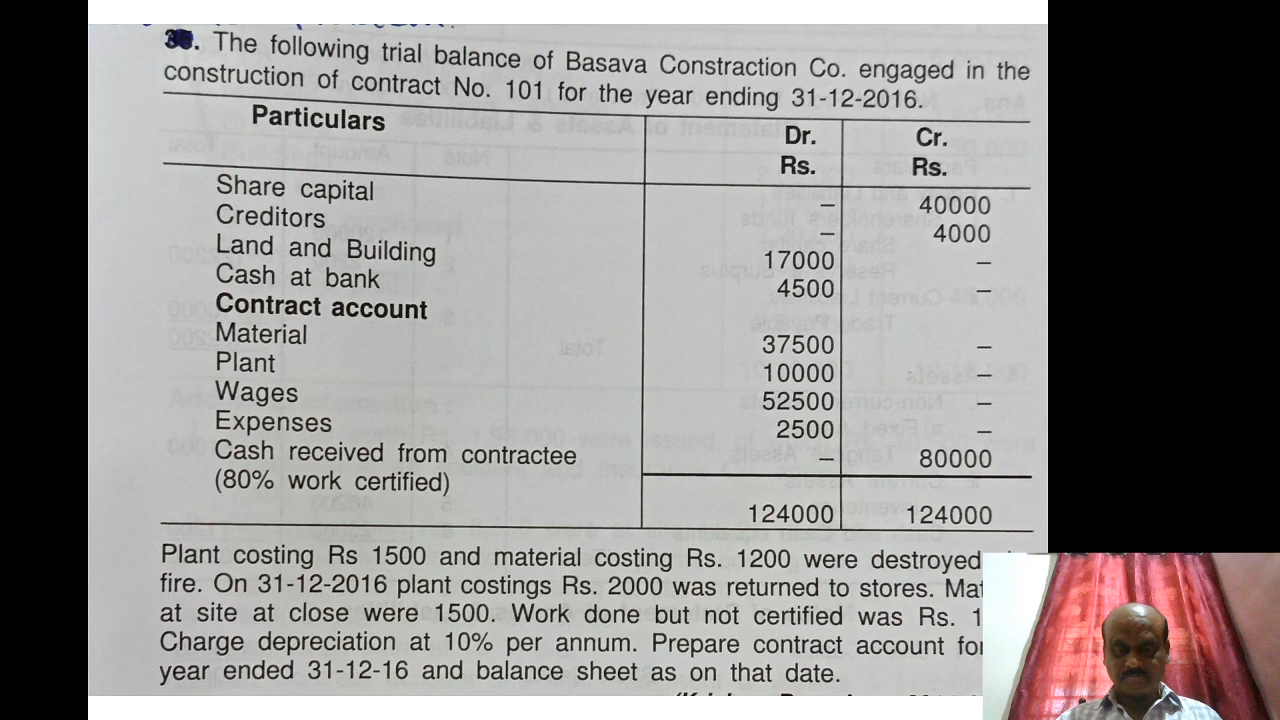 36. The following trial balance of Basava Constraction Co. engaged in the
construction of contract No. 101 for the year ending 31-12-2016.
Particulars Dr. Cr.
Rs. Rs.
Share capital – 40000
Creditors – 4000
Land and Building 17000 –
Cash at bank 4500 –
Contract account
Material 37500 –
Plant 10000 –
Wages 52500 –
Expenses 2500 –
Cash received from contractee – 80000
(80% work certified)
124000 124000
Plant costing Rs 1500 and material costing Rs. 1200 were destroyed
fire. On 31-12-2016 plant costings Rs. 2000 was returned to stores.
at site at close were 1500. Work done but not certified was Rs.
Charge depreciation at 10% per annum. Prepare contract account for
year ended 31-12-16 and balance sheet as on that date.